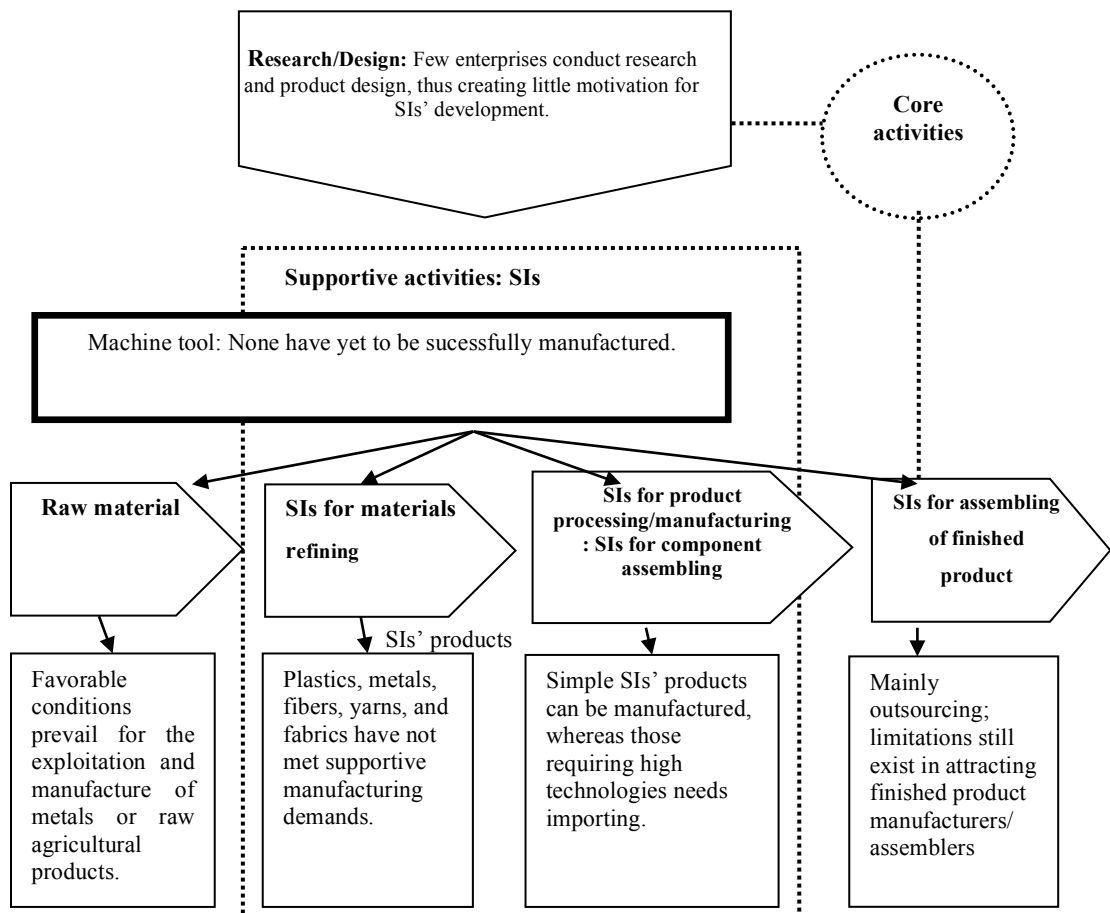 Research/Design: Few enterprises conduct research
and product design, thus creating little motivation for
SIs’ development.
Core
activities
Supportive activities: SIs
Machine tool: None have yet to be sucessfully manufactured.
Raw material
SIs for materials
refining
SIs for product
processing/manufacturing
: SIs for component
assembling
SIs for assembling
of finished
product
SIs’ products
Favorable
conditions
prevail for the
exploitation and
manufacture of
metals or raw
agricultural
products.
Plastics, metals,
fibers, yarns, and
fabrics have not
met supportive
manufacturing
demands.
Simple SIs’ products
can be manufactured,
whereas those
requiring high
technologies needs
importing.
Mainly
outsourcing;
limitations still
exist in attracting
finished product
manufacturers/
assemblers